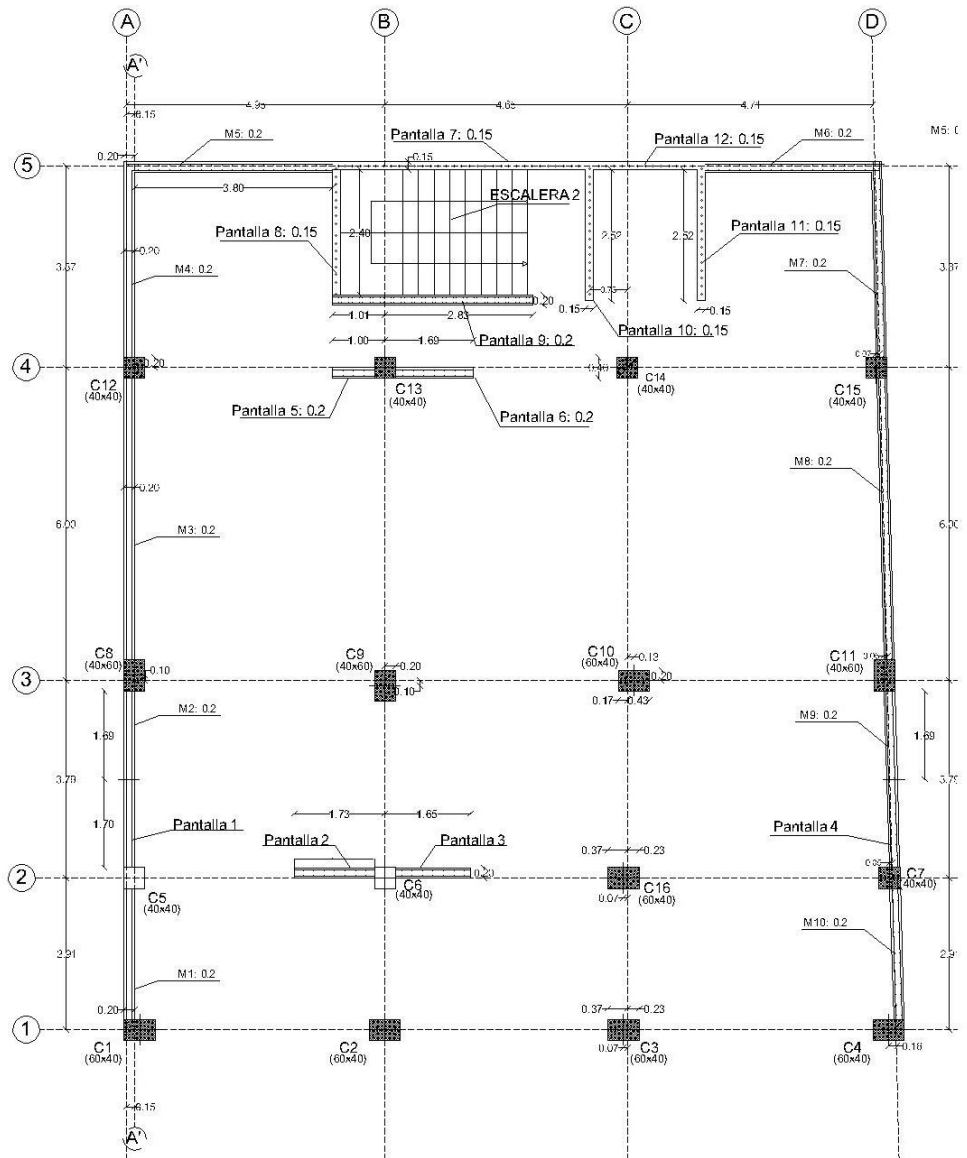 A
B
C
D
A'
4.95
4.65
4.71
0.15
M5: 0.2
Pantalla 7: 0.15
Pantalla 12: 0.15
M6: 0.2
0.20
0.15
5
3.80
ESCALERA 2
2.40
2.52
2.52
Pantalla 8: 0.15
Pantalla 11: 0.15
0.20
M4: 0.2
M7: 0.2
0.20
0.15
0.15
1.01
2.83
Pantalla 10: 0.15
Pantalla 9: 0.2
1.00
1.69
4
0.20
0.40
C12
(40x40)
C13
(40x40)
C14
(40x40)
C15
(40x40)
Pantalla 5: 0.2
Pantalla 6: 0.2
M8: 0.2
0.20
6.00
6.00
M3: 0.2
C8
(40x60)
C9
(40x60)
C10
(60x40)
C11
(40x60)
0.10
0.20
0.13
0.10
0.20
3
0.17
0.43
M2: 0.2
M9: 0.2
1.69
1.69
3.79
3.79
1.70
1.73
1.65
Pantalla 1
Pantalla 2
Pantalla 3
Pantalla 4
0.37
0.23
0.20
2
C5
(40x40)
C6
(40x40)
C16
(60x40)
C7
(40x40)
0.07
2.91
2.91
M1: 0.2
M10: 0.2
0.20
0.37
0.23
1
C1
(60x40)
C2
(60x40)
0.07
C3
(60x40)
C4
(60x40)
0.18
0.15
A'